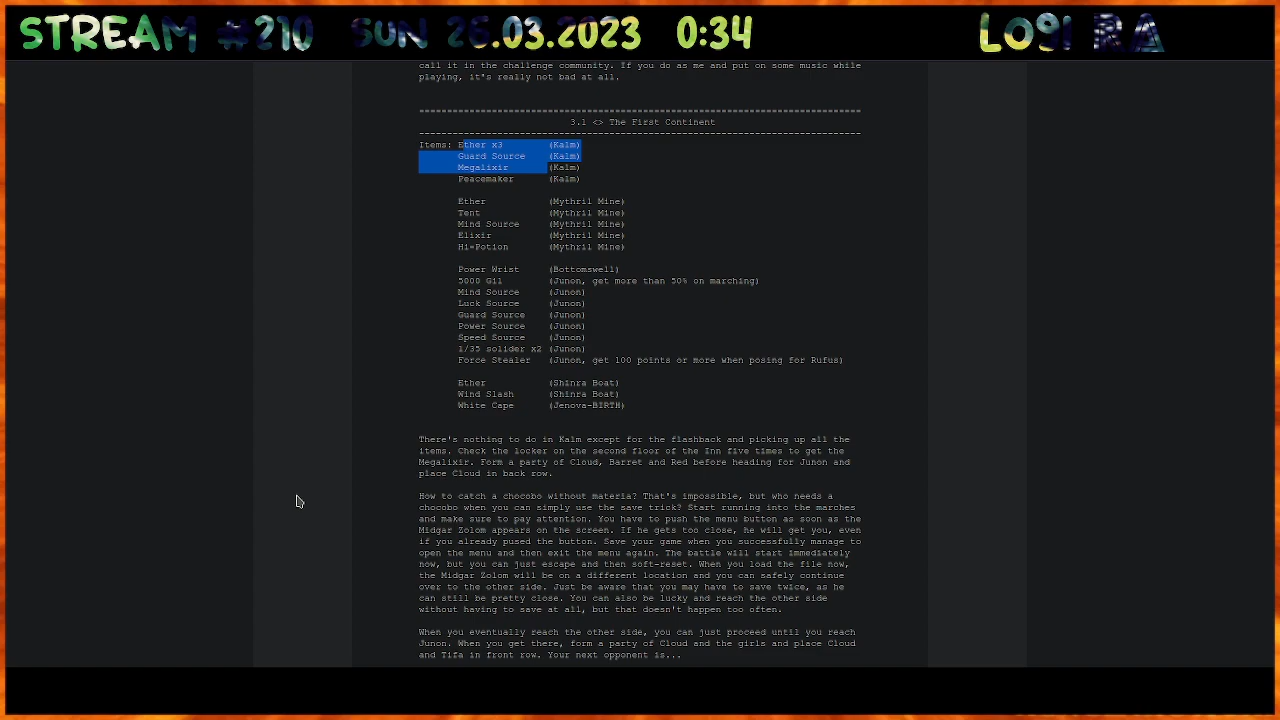 STREAM #210 SUN 26.03.2023 0:34 LOGI RA
call it in the challenge community. If you do as me and put on some music while
playing, it's really not bad at all.
===============================================================================
3.1 <> The First Continent
-------------------------------------------------------------------------------
Items: Ether x3 (Kalm)
Guard Source (Kalm)
Megalixir (Kalm)
Peacemaker (Kalm)
Ether (Mythril Mine)
Tent (Mythril Mine)
Mind Source (Mythril Mine)
Elixir (Mythril Mine)
Hi-Potion (Mythril Mine)
Power Wrist (Bottomswell)
5000 Gil (Junon, get more than 50% on marching)
Mind Source (Junon)
Luck Source (Junon)
Guard Source (Junon)
Power Source (Junon)
Speed Source (Junon)
1/35 solider x2 (Junon)
Force Stealer (Junon, get 100 points or more when posing for Rufus)
Ether (Shinra Boat)
Wind Slash (Shinra Boat)
White Cape (Jenova-BIRTH)
There's nothing to do in Kalm except for the flashback and picking up all the
items. Check the locker on the second floor of the Inn five times to get the
Megalixir. Form a party of Cloud, Barret and Red before heading for Junon and
place Cloud in back row.
How to catch a chocobo without materia? That's impossible, but who needs a
chocobo when you can simply use the save trick? Start running into the marches
and make sure to pay attention. You have to push the menu button as soon as the
Midgar Zolom appears on the screen. If he gets too close, he will get you, even
if you already pused the button. Save your game when you successfully manage to
open the menu and then exit the menu again. The battle will start immediately
now, but you can just escape and then soft-reset. When you load the file now,
the Midgar Zolom will be on a different location and you can safely continue
over to the other side. Just be aware that you may have to save twice, as he
can still be pretty close. You can also be lucky and reach the other side
without having to save at all, but that doesn't happen too often.
When you eventually reach the other side, you can just proceed until you reach
Junon. When you get there, form a party of Cloud and the girls and place Cloud
and Tifa in front row. Your next opponent is...